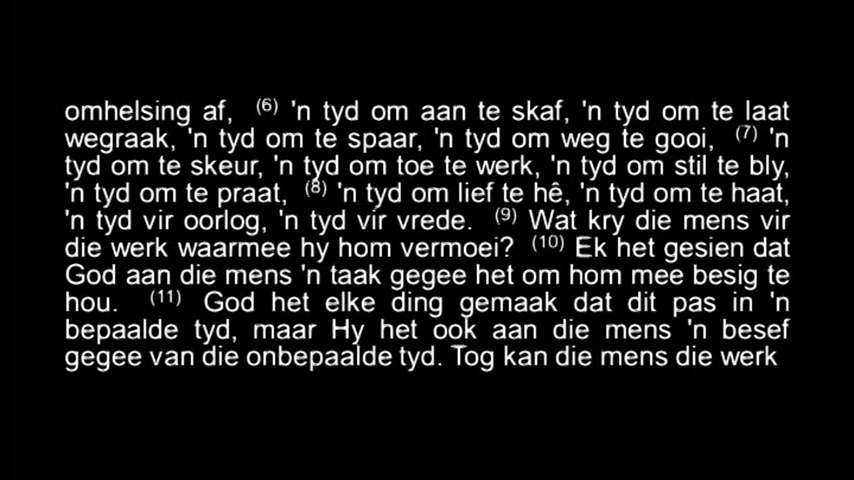 omhelsing af, (6) 'n tyd om aan te skaf, 'n tyd om te laat
wegraak, 'n tyd om te spaar, 'n tyd om weg te gooi, (7) 'n
tyd om te skeur, 'n tyd om toe te werk, 'n tyd om stil te bly,
'n tyd om te praat, (8) 'n tyd om lief te hê, 'n tyd om te haat,
'n tyd vir oorlog, 'n tyd vir vrede. (9) Wat kry die mens vir
die werk waarmee hy hom vermoei? (10) Ek het gesien dat
God aan die mens 'n taak gegee het om hom mee besig te
hou. (11) God het elke ding gemaak dat dit pas in 'n
bepaalde tyd, maar Hy het ook aan die mens 'n besef
gegee van die onbepaalde tyd. Tog kan die mens die werk